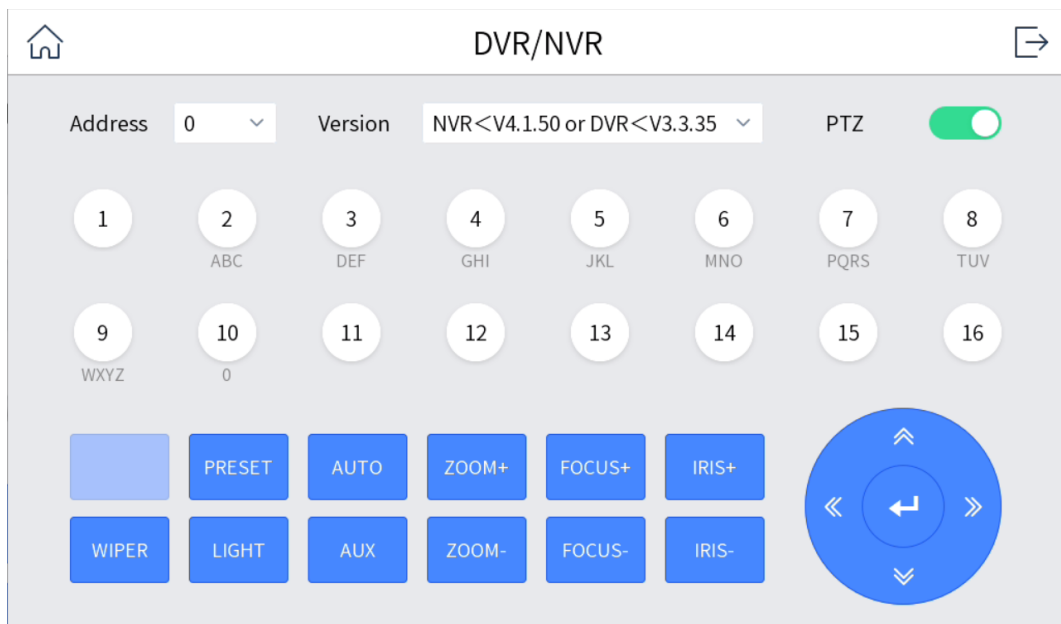 DVR/NVR
Address 0 Version NVR<V4.1.50 or DVR<V3.3.35 PTZ
1 2 3 4 5 6 7 8
ABC DEF GHI JKL MNO PQRS TUV
9 10 11 12 13 14 15 16
WXYZ 0
PRESET AUTO ZOOM+ FOCUS+ IRIS+
WIPER LIGHT AUX ZOOM- FOCUS- IRIS-